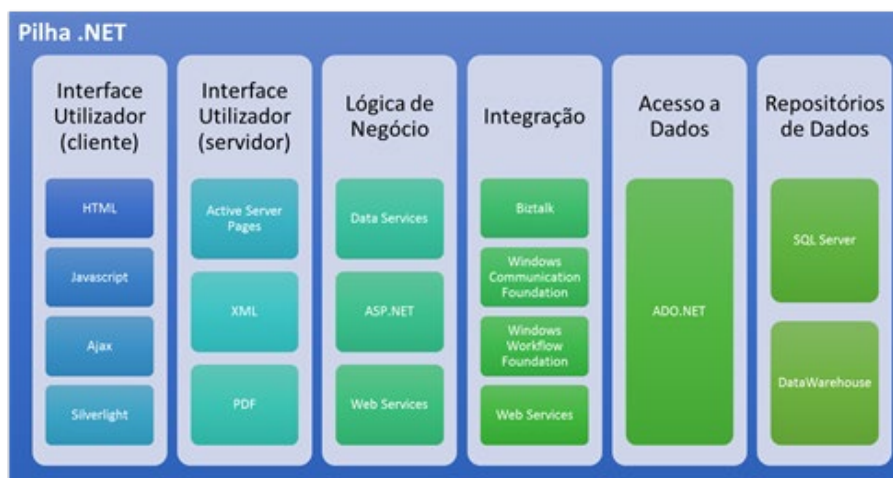 Pilha .NET
Interface
Utilizador
(cliente)
HTML
Javascript
Ajax
Silverlight
Interface
Utilizador
(servidor)
Active Server
Pages
XML
PDF
Lógica de
Negócio
Data Services
ASP.NET
Web Services
Integração
Biztalk
Windows
Communication
Foundation
Windows
Workflow
Foundation
Web Services
Acesso a
Dados
ADO.NET
Repositórios
de Dados
SQL Server
DataWarehouse